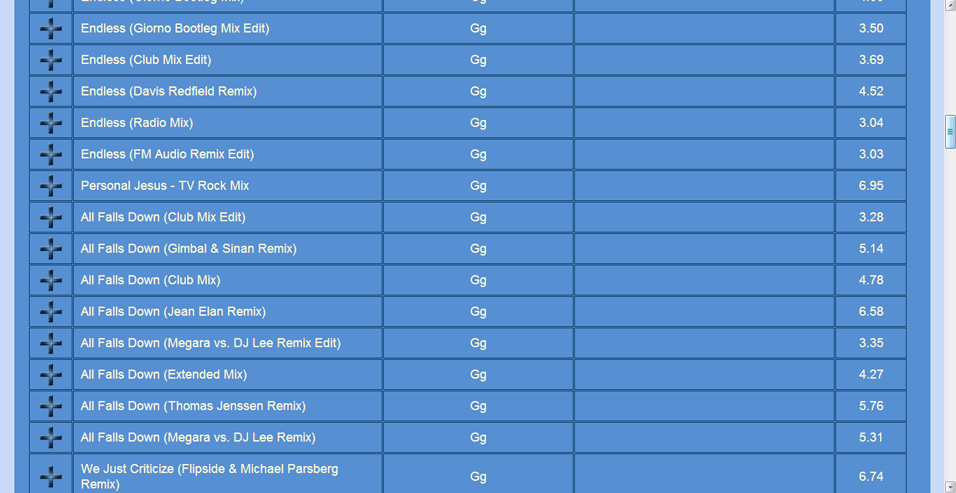 Endless (Giorno Bootleg Mix Edit) Gg 3.50
Endless (Club Mix Edit) Gg 3.69
Endless (Davis Redfield Remix) Gg 4.52
Endless (Radio Mix) Gg 3.04
Endless (FM Audio Remix Edit) Gg 3.03
Personal Jesus - TV Rock Mix Gg 6.95
All Falls Down (Club Mix Edit) Gg 3.28
All Falls Down (Gimbal & Sinan Remix) Gg 5.14
All Falls Down (Club Mix) Gg 4.78
All Falls Down (Jean Elan Remix) Gg 6.58
All Falls Down (Megara vs. DJ Lee Remix Edit) Gg 3.35
All Falls Down (Extended Mix) Gg 4.27
All Falls Down (Thomas Jenssen Remix) Gg 5.76
All Falls Down (Megara vs. DJ Lee Remix) Gg 5.31
We Just Criticize (Flipside & Michael Parsberg
Remix) Gg 6.74